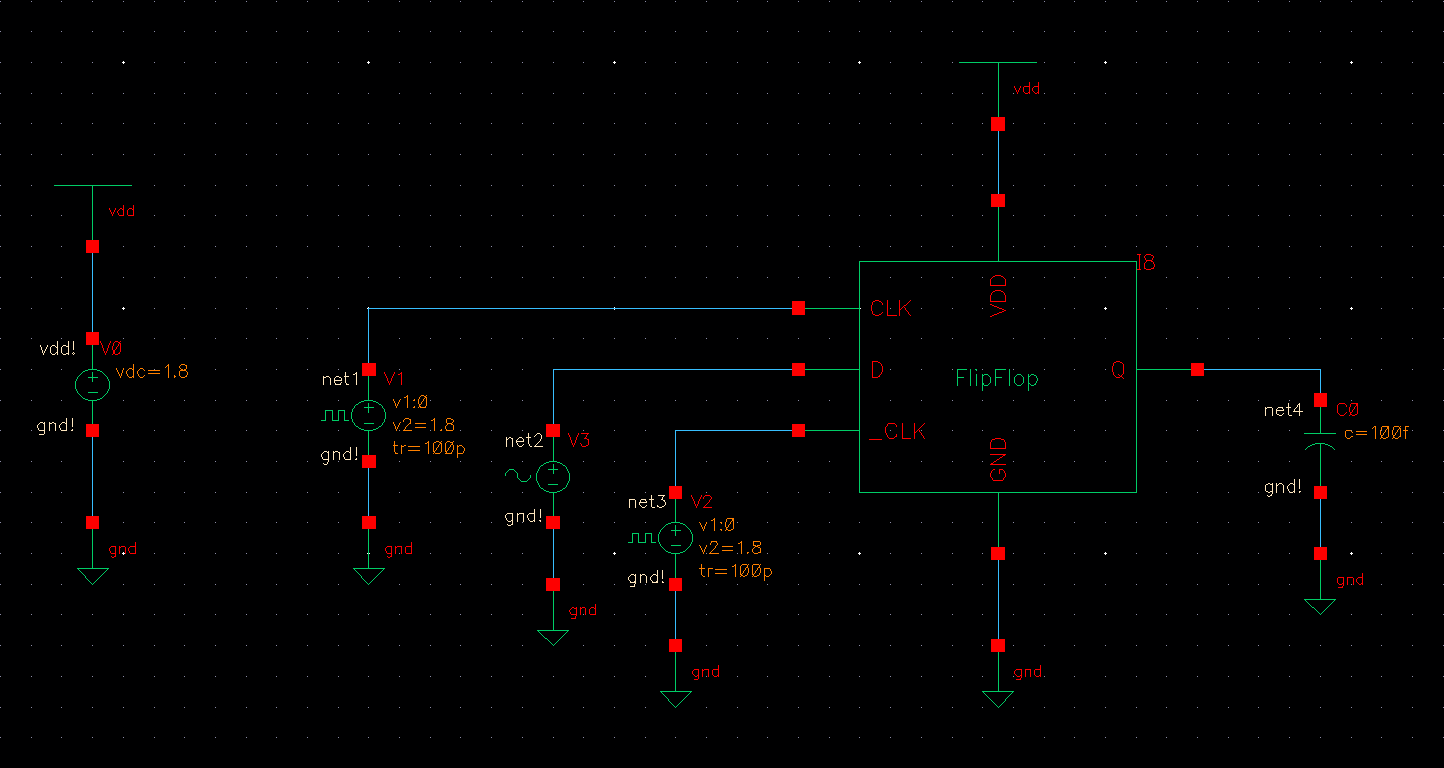 vdd
vdd!
V0
vdc=1.8
gnd!
gnd
net1
V1
v1:0
v2=1.8
tr=100p
gnd!
gnd
net2
V3
gnd!
gnd
net3
V2
v1:0
v2=1.8
tr=100p
gnd!
gnd
vdd
I8
CLK
VDD
D
FlipFlop
Q
_CLK
GND
gnd
net4
C0
c=100f
gnd!
gnd